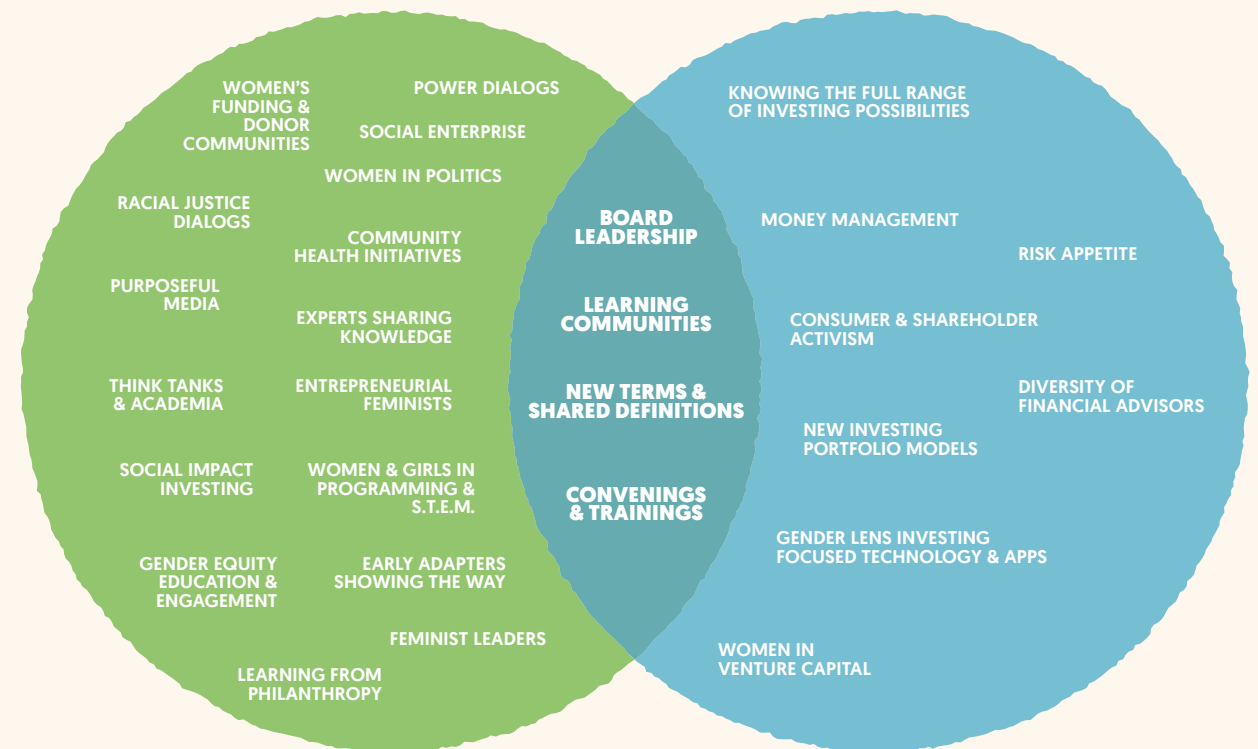 WOMEN'S
FUNDING &
DONOR
COMMUNITIES
POWER DIALOGS
SOCIAL ENTERPRISE
WOMEN IN POLITICS
RACIAL JUSTICE
DIALOGS
COMMUNITY
HEALTH INITIATIVES
PURPOSEFUL
MEDIA
EXPERTS SHARING
KNOWLEDGE
THINK TANKS
& ACADEMIA
ENTREPRENEURIAL
FEMINISTS
SOCIAL IMPACT
INVESTING
WOMEN & GIRLS IN
PROGRAMMING &
S.T.E.M.
GENDER EQUITY
EDUCATION &
ENGAGEMENT
EARLY ADAPTERS
SHOWING THE WAY
FEMINIST LEADERS
LEARNING FROM
PHILANTHROPY
BOARD
LEADERSHIP
LEARNING
COMMUNITIES
NEW TERMS &
SHARED DEFINITIONS
CONVENINGS
& TRAININGS
KNOWING THE FULL RANGE
OF INVESTING POSSIBILITIES
MONEY MANAGEMENT
RISK APPETITE
CONSUMER & SHAREHOLDER
ACTIVISM
DIVERSITY OF
FINANCIAL ADVISORS
NEW INVESTING
PORTFOLIO MODELS
GENDER LENS INVESTING
FOCUSED TECHNOLOGY & APPS
WOMEN IN
VENTURE CAPITAL